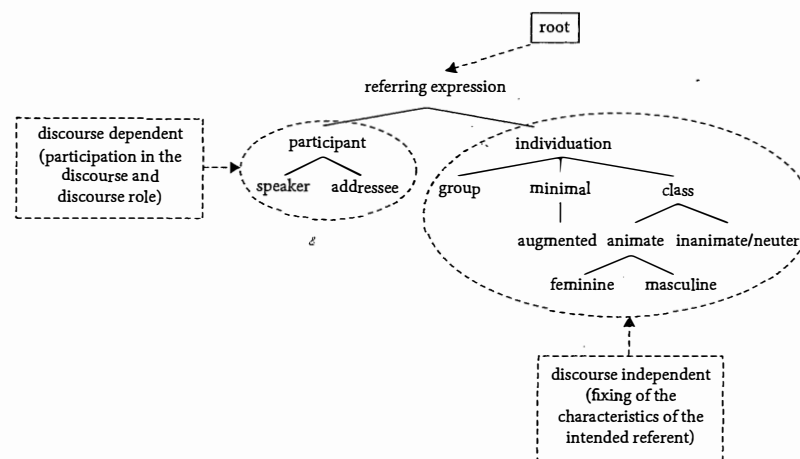 root
referring expression
discourse dependent
(participation in the
discourse and
discourse role)
participant
individuation
speaker addressee
group minimal class
augmented animate inanimate/neuter
feminine masculine
discourse independent
(fixing of the
characteristics of the
intended referent)